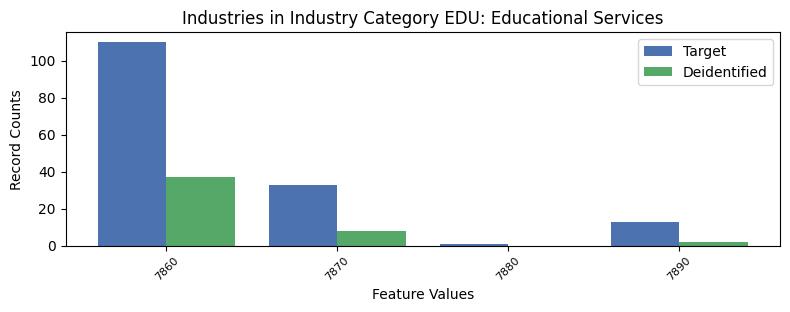 Industries in Industry Category EDU: Educational Services
Target
Deidentified
Record Counts
100
80
60
40
20
0
7860
7870
7880
7890
Feature Values